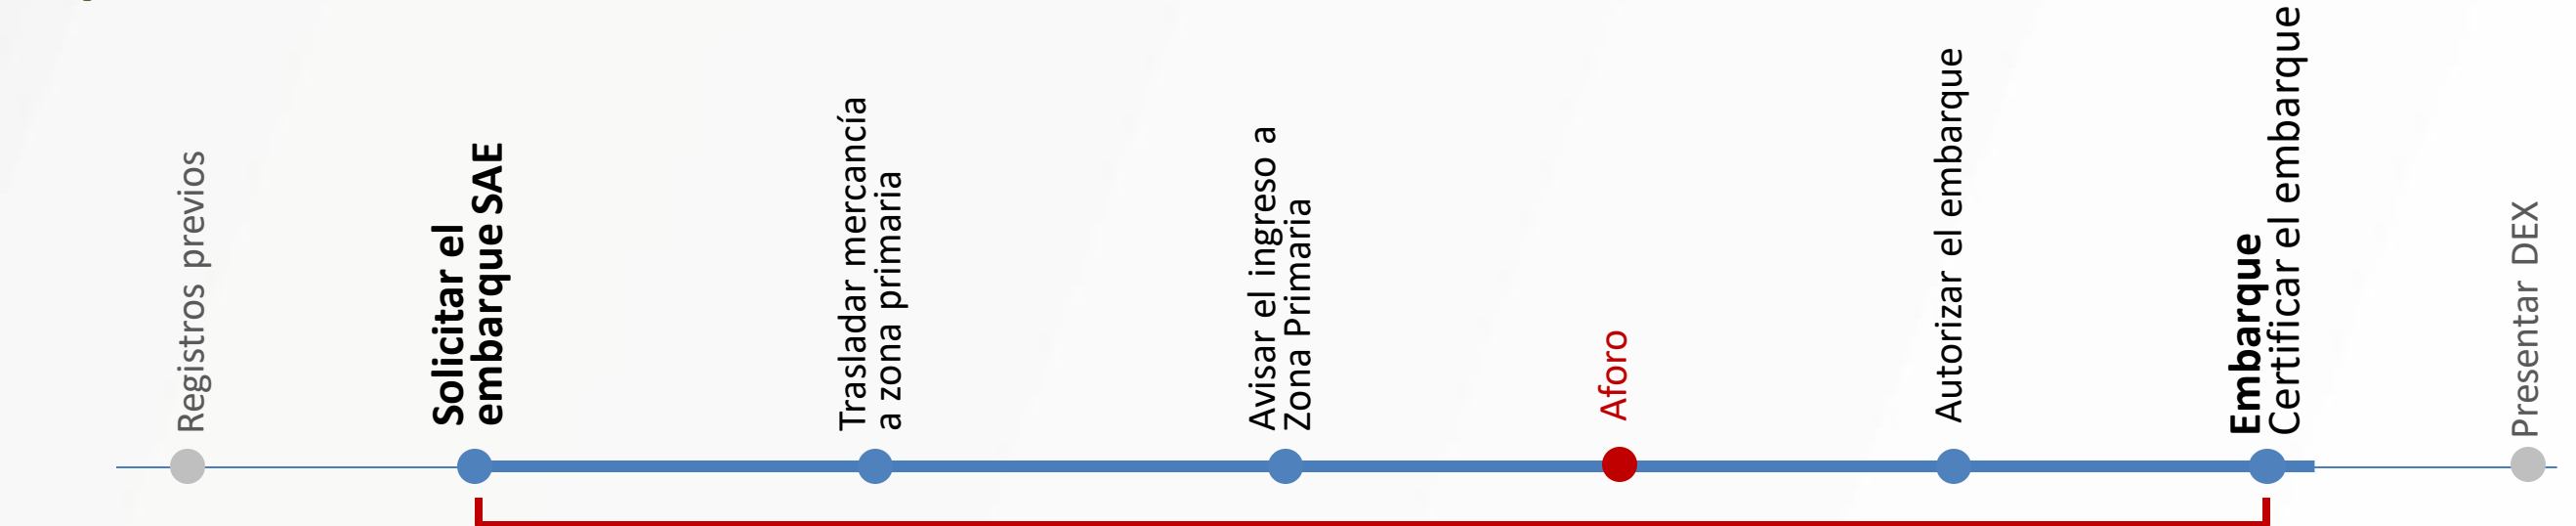 Registros previos
Solicitar el
embarque SAE
Trasladar mercancía
a zona primaria
Avisar el ingreso a
Zona Primaria
Aforo
Autorizar el embarque
Embarque
Certificar el embarque
Presentar DEX